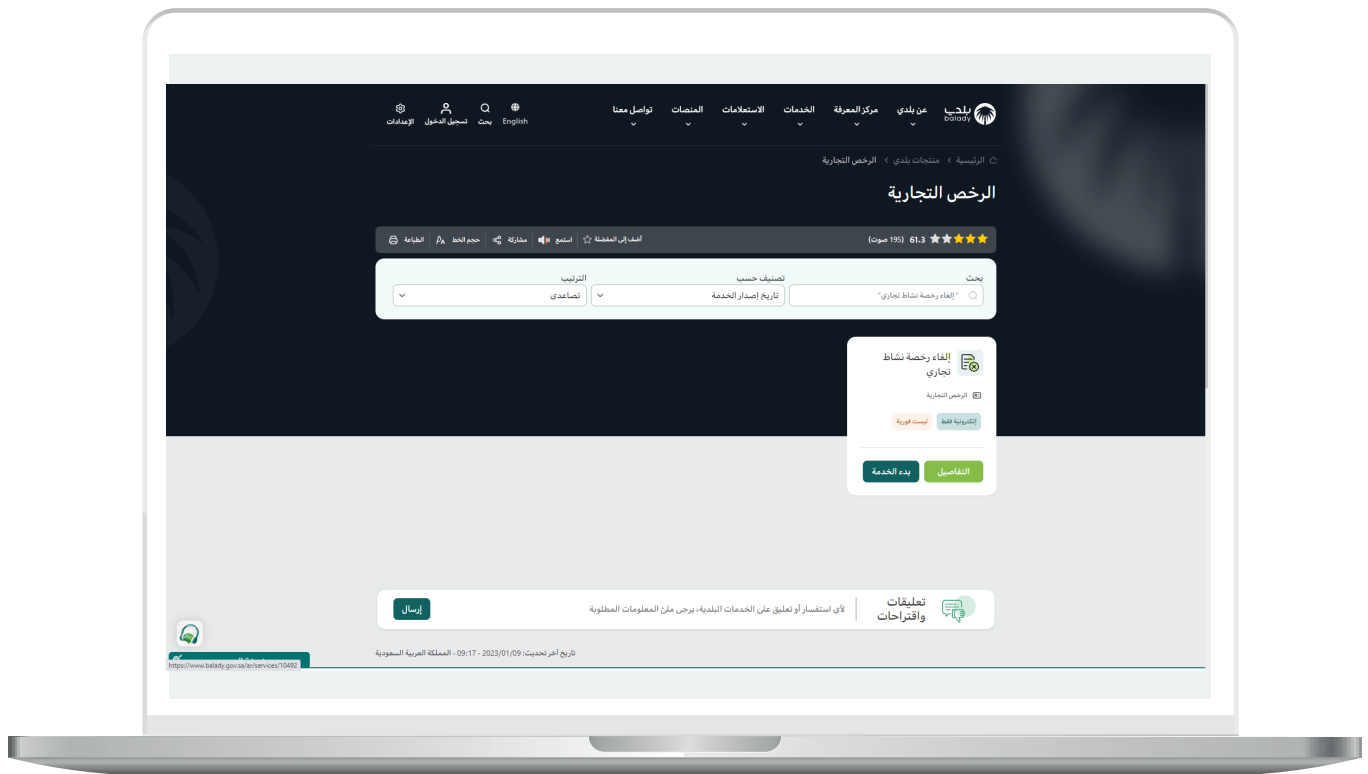 بلدي
balady
عن بلدي
مركز المعرفة
الخدمات
الاستعلامات
المنصات
تواصل معنا
English
بحث
تسجيل الدخول
الإعدادات
الرئيسية > منتجات بلدي > الرخص التجارية
الرخص التجارية
61.3 (195 صوت)
أضف إلى المفضلة
استمع
مشاركة
حجم الخط
الطباعة
بحث
تصنيف حسب
الترتيب
"إلغاء رخصة نشاط تجاري"
تاريخ إصدار الخدمة
تصاعدى
إلغاء رخصة نشاط
تجاري
الرخص التجارية
إلكترونية فقط
ليست فورية
التفاصيل
بدء الخدمة
تعليقات
واقتراحات
لأي استفسار أو تعليق على الخدمات البلدية، يرجى ملئ المعلومات المطلوبة
إرسال
تاريخ آخر تحديث: 2023/01/09 - 09:17 - المملكة العربية السعودية
https://www.balady.gov.sa/ar/services/10492